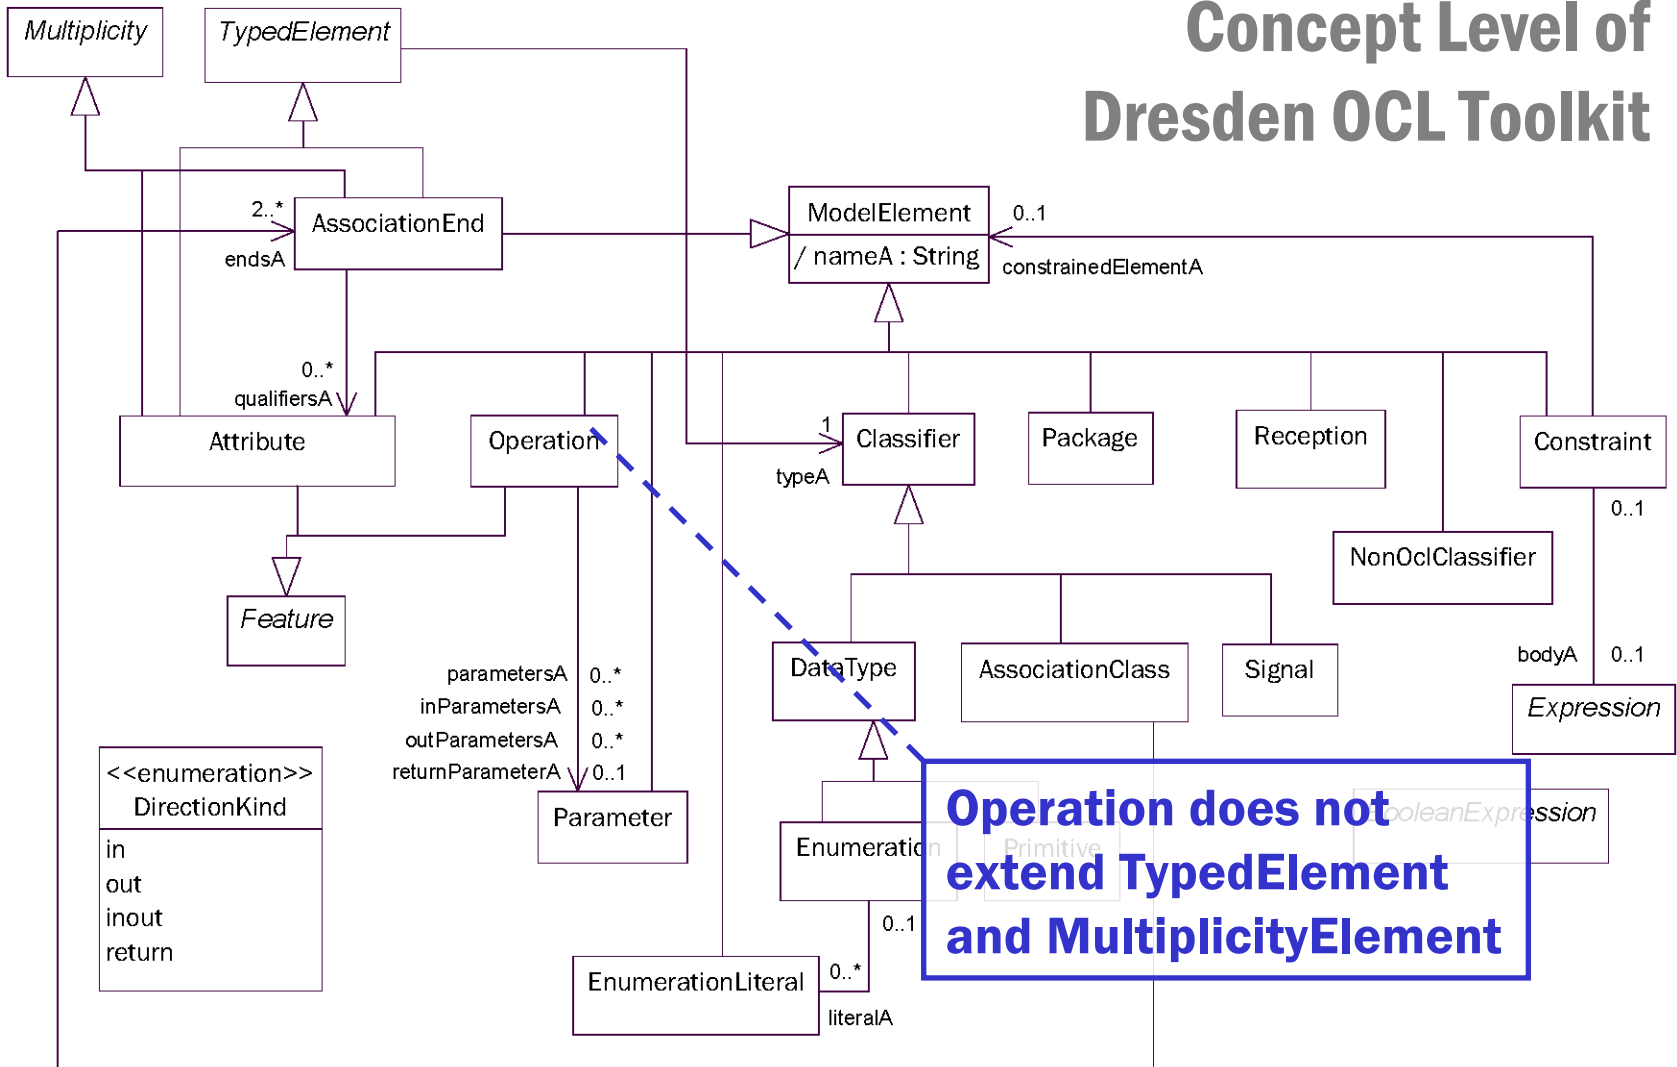 Concept Level of
Dresden OCL Toolkit
Multiplicity
TypedElement
2..*
endsA
AssociationEnd
ModelElement
/ nameA : String
0..1
constrainedElementA
0..*
qualifiersA
Attribute
Operation
1
typeA
Classifier
Package
Reception
Constraint
0..1
NonOclClassifier
Feature
parametersA 0..*
inParametersA 0..*
outParametersA 0..*
returnParameterA 0..1
Parameter
DataType
AssociationClass
Signal
bodyA 0..1
Expression
<<enumeration>>
DirectionKind
in
out
inout
return
Enumeration
Primitive
BooleanExpression
0..1
0..*
literalA
EnumerationLiteral
Operation does not
extend TypedElement
and MultiplicityElement